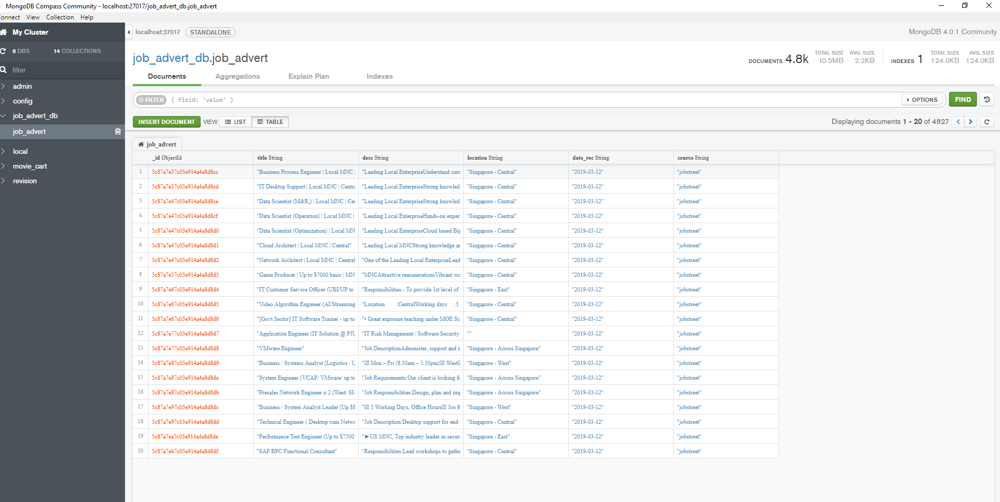 MongoDB Compass Community - localhost:27017/job_advert_db.job_advert
onnect View Collection Help
My Cluster
localhost:27017 STANDALONE
MongoDB 4.0.1 Community
6 DBS 14 COLLECTIONS
filter
admin
config
job_advert_db
job_advert
local
movie_cart
revision
job_advert_db.job_advert
DOCUMENTS 4.8k TOTAL SIZE 10.5MB AVG. SIZE 2.2KB INDEXES 1 TOTAL SIZE 124.0KB AVG. SIZE 124.0KB
Documents Aggregations Explain Plan Indexes
FILTER { field: 'value' } OPTIONS FIND
INSERT DOCUMENT VIEW LIST TABLE Displaying documents 1 - 20 of 4827
job_advert
_id ObjectId title String desc String location String date_rec String source String
1 5c87a7e37c03e914a4a8d8cc "Business Process Engineer | Local MNC | "Leading Local EnterpriseUnderstand curr "Singapore - Central" "2019-03-12" "jobstreet"
2 5c87a7e37c03e914a4a8d8cd "IT Desktop Support | Local MNC | Centra "Leading Local EnterpriseStrong knowled "Singapore - Central" "2019-03-12" "jobstreet"
3 5c87a7e47c03e914a4a8d8ce "Data Scientist (M&R;) | Local MNC | Cen "Leading Local EnterpriseStrong knowled "Singapore - Central" "2019-03-12" "jobstreet"
4 5c87a7e47c03e914a4a8d8cf "Data Scientist (Operation) | Local MNC | "Leading Local EnterpriseHands-on exper "Singapore - Central" "2019-03-12" "jobstreet"
5 5c87a7e47c03e914a4a8d8d0 "Data Scientist (Optimization) | Local MN "Leading Local EnterpriseCloud based Big "Singapore - Central" "2019-03-12" "jobstreet"
6 5c87a7e47c03e914a4a8d8d1 "Cloud Architect | Local MNC | Central" "Leading Local MNCStrong knowledge an "Singapore - Central" "2019-03-12" "jobstreet"
7 5c87a7e47c03e914a4a8d8d2 "Network Architect | Local MNC | Central "One of the Leading Local EnterpriseLead "Singapore - Central" "2019-03-12" "jobstreet"
8 5c87a7e57c03e914a4a8d8d3 "Game Producer | Up to $7000 basic | MN "MNCAttractive remunerationsVibrant wo "Singapore - Central" "2019-03-12" "jobstreet"
9 5c87a7e67c03e914a4a8d8d4 "IT Customer Service Officer (UBI/UP to "Responsibilities:- To provide 1st level of "Singapore - East" "2019-03-12" "jobstreet"
10 5c87a7e67c03e914a4a8d8d5 "Video Algorithm Engineer (AI/Streaming "Location :CentralWorking days : 5 "Singapore - Central" "2019-03-12" "jobstreet"
11 5c87a7e67c03e914a4a8d8d6 "[Govt Sector] IT Software Trainer - up to "• Great exposure teaching under MOE Sc "Singapore - Central" "2019-03-12" "jobstreet"
12 5c87a7e77c03e914a4a8d8d7 "Application Engineer (IT Solution @ PJU "IT Risk Management / Software Security "" "2019-03-12" "jobstreet"
13 5c87a7e77c03e914a4a8d8d8 "VMware Engineer" "Job DescriptionAdminister, support and m "Singapore - Across Singapore" "2019-03-12" "jobstreet"
14 5c87a7e87c03e914a4a8d8d9 "Business / Systems Analyst (Logistics / U "☑ Mon – Fri (8.30am – 5.30pm)☑ West☑ "Singapore - West" "2019-03-12" "jobstreet"
15 5c87a7e87c03e914a4a8d8da "System Engineer (VCAP/ VMware/ up to "Job Requirements:Our client is looking fo "Singapore - Across Singapore" "2019-03-12" "jobstreet"
16 5c87a7e87c03e914a4a8d8db "Presales Network Engineer x 2 (West/ SI/ "Job Responsibilities:Design, plan and imp "Singapore - Across Singapore" "2019-03-12" "jobstreet"
17 5c87a7e97c03e914a4a8d8dc "Business / System Analyst Leader (Up $8 "☑ 5 Working Days, Office Hours☑ Joo K "Singapore - West" "2019-03-12" "jobstreet"
18 5c87a7e97c03e914a4a8d8dd "Technical Engineer ( Desktop cum Netwo "Job Description:Desktop support for end "Singapore - Central" "2019-03-12" "jobstreet"
19 5c87a7ea7c03e914a4a8d8de "Performance Test Engineer (Up to $7500 "►US MNC, Top industry leader in secur "Singapore - East" "2019-03-12" "jobstreet"
20 5c87a7eb7c03e914a4a8d8df "SAP BPC Functional Consultant" "Responsibilities:Lead workshops to gathe "Singapore - Central" "2019-03-12" "jobstreet"